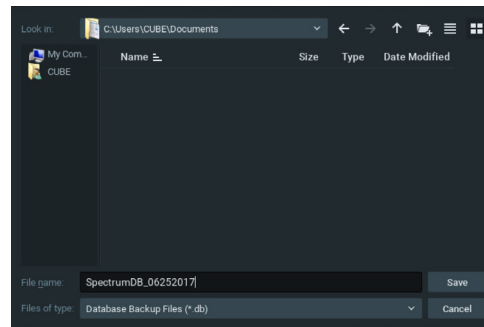 Look in: C:\Users\CUBE\Documents
My Com...
CUBE
Name Size Type Date Modified
File name: SpectrumDB_06252017 Save
Files of type: Database Backup Files (*.db) Cancel